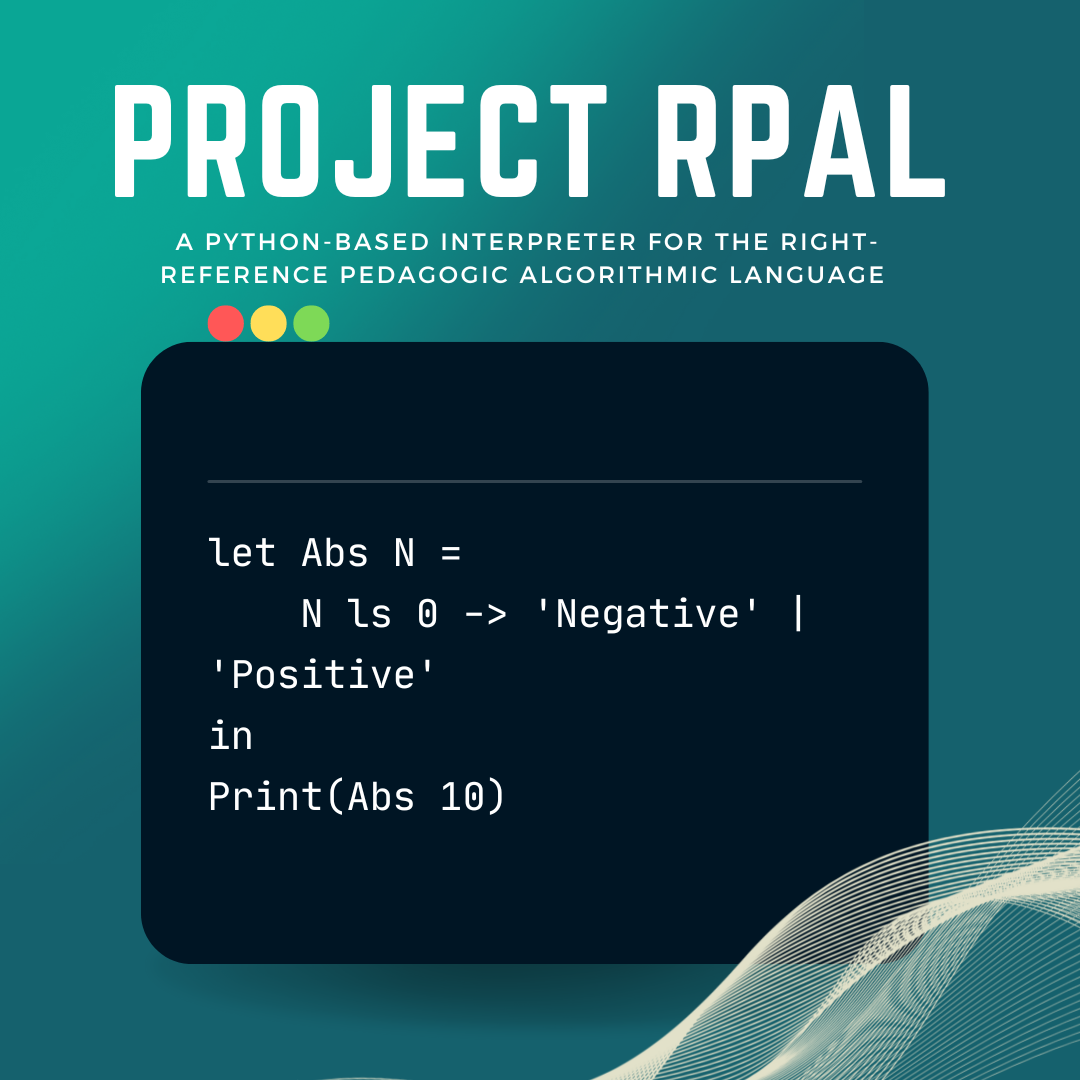 PROJECT RPAL
A PYTHON-BASED INTERPRETER FOR THE RIGHT-
REFERENCE PEDAGOGIC ALGORITHMIC LANGUAGE
let Abs N =
    N ls 0 -> 'Negative' |
'Positive'
in
Print(Abs 10)